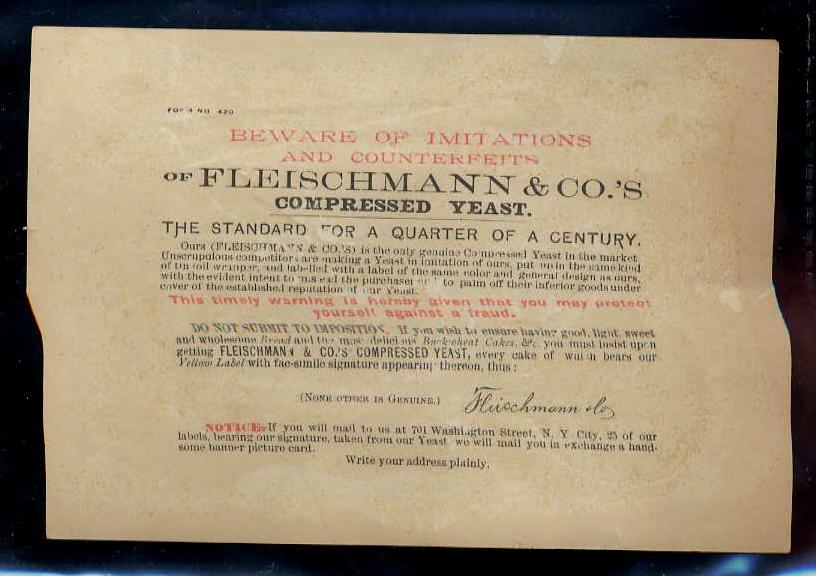 FORM NO. 420
BEWARE OF IMITATIONS
AND COUNTERFEITS
OF FLEISCHMANN & CO.'S
COMPRESSED YEAST.
THE STANDARD FOR A QUARTER OF A CENTURY.
Ours (FLEISCHMANN & CO.'S) is the only genuine Compressed Yeast in the market.
Unscrupulous competitors are making a Yeast in imitation of ours, put up in the same kind
of tin foil wrapper, and labelled with a label of the same color and general design as ours,
with the evident intent to mislead the purchaser to palm off their inferior goods under
cover of the established reputation of our Yeast.
This timely warning is hereby given that you may protect
yourself against a fraud.
DO NOT SUBMIT TO IMPOSITION. If you wish to ensure having good, light, sweet
and wholesome Bread and the most delicious Buckwheat Cakes, &c. you must insist upon
getting FLEISCHMANN & CO.'S COMPRESSED YEAST, every cake of which bears our
Yellow Label with fac-simile signature appearing thereon, thus:
(NONE OTHER IS GENUINE.) Fleischmann & Co
NOTICE. If you will mail to us at 701 Washington Street, N. Y City, 25 of our
labels, bearing our signature, taken from our Yeast, we will mail you in exchange a hand-
some banner picture card.
Write your address plainly.